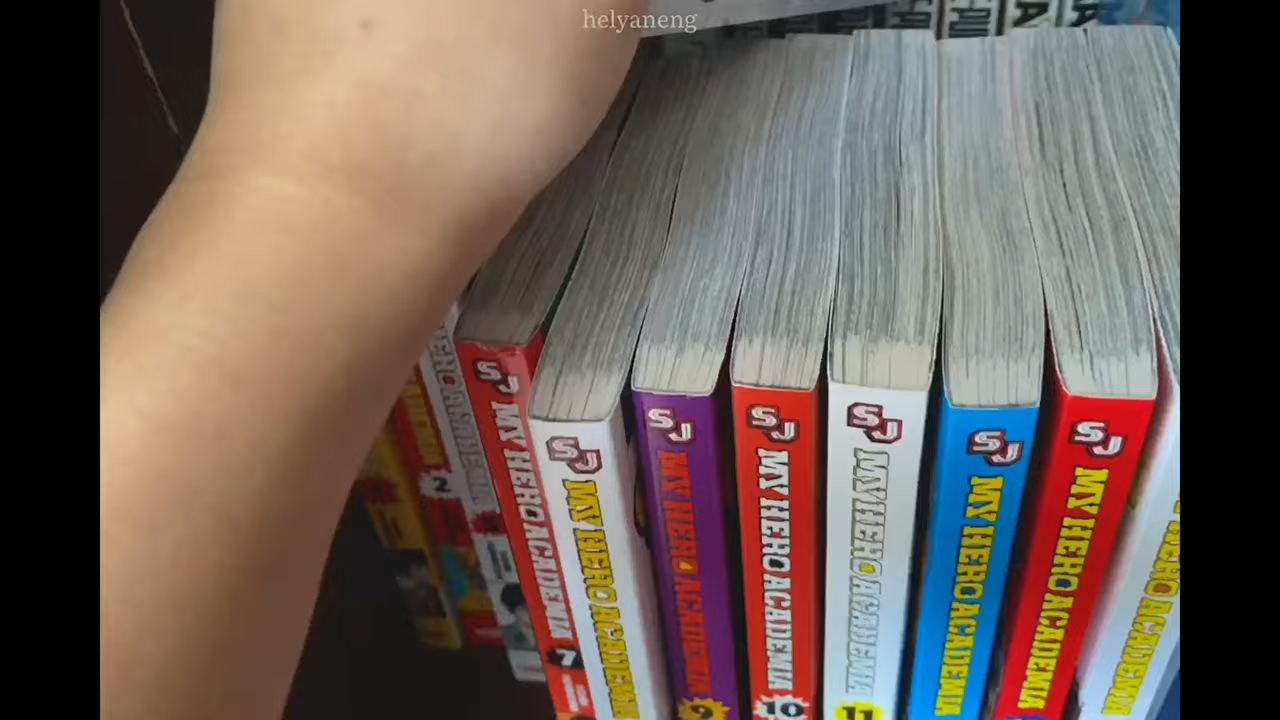 helyaneng
2
SJ MY HERO ACADEMIA 7
SJ MY HERO ACADEMIA
SJ MY HERO ACADEMIA 9
SJ MY HERO ACADEMIA 10
SJ MY HERO ACADEMIA 11
SJ MY HERO ACADEMIA
SJ MY HERO ACADEMIA
HERO ACADEMIA